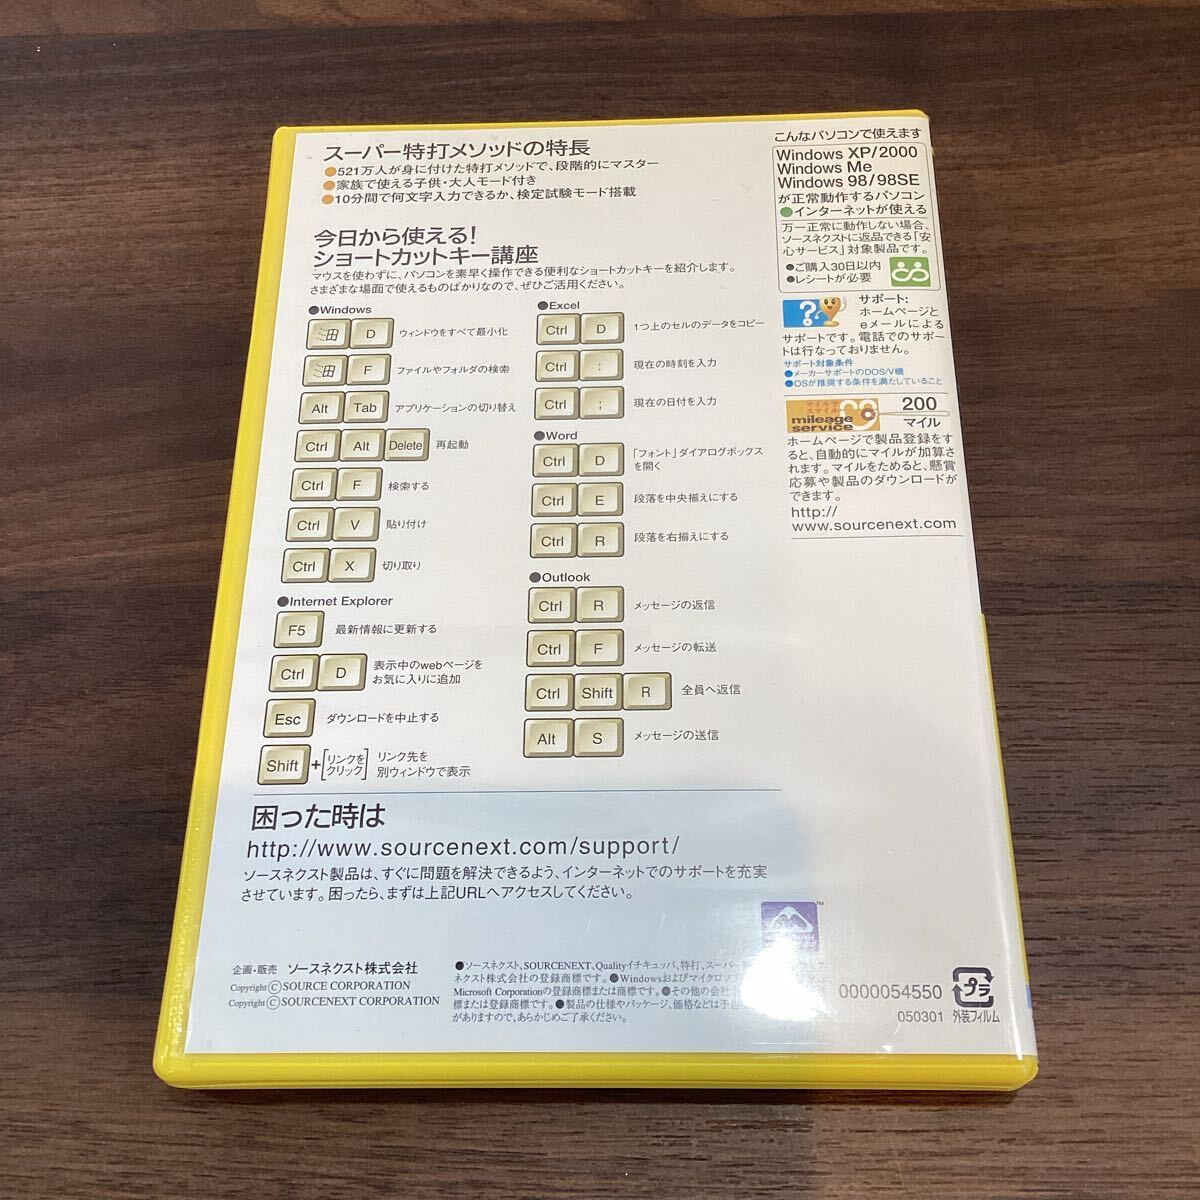 スーパー特打メソッドの特長
●521万人が身に付けた特打メソッドで、段階的にマスター
●家族で使える子供・大人モード付き
●10分間で何文字入力できるか、検定試験モード搭載
今日から使える!
ショートカットキー講座
マウスを使わずに、パソコンを素早く操作できる便利なショートカットキーを紹介します。
さまざまな場面で使えるものばかりなので、ぜひご活用ください。
●Windows
田 D ウィンドウをすべて最小化
田 F ファイルやフォルダの検索
Alt Tab アプリケーションの切り替え
Ctrl Alt Delete 再起動
Ctrl F 検索する
Ctrl V 貼り付け
Ctrl X 切り取り
●Internet Explorer
F5 最新情報に更新する
Ctrl D 表示中のwebページを
お気に入りに追加
Esc ダウンロードを中止する
Shift +[リンクを
クリック] リンク先を
別ウィンドウで表示
●Excel
Ctrl D 1つ上のセルのデータをコピー
Ctrl : 現在の時刻を入力
Ctrl ; 現在の日付を入力
●Word
Ctrl D 「フォント」ダイアログボックス
を開く
Ctrl E 段落を中央揃えにする
Ctrl R 段落を右揃えにする
●Outlook
Ctrl R メッセージの返信
Ctrl F メッセージの転送
Ctrl Shift R 全員へ返信
Alt S メッセージの送信
こんなパソコンで使えます
Windows XP/2000
Windows Me
Windows 98/98SE
が正常動作するパソコン
●インターネットが使える
万一正常に動作しない場合、
ソースネクストに返品できる「安
心サービス」対象製品です。
●ご購入30日以内
●レシートが必要
?
サポート:
ホームページと
eメールによる
サポートです。電話でのサポー
トは行なっておりません。
サポート対象条件
●メーカーサポートのDOS/V機
●OSが推奨する条件を満たしていること
マイルで
スマイル
mileage
service
200
マイル
ホームページで製品登録をす
ると、自動的にマイルが加算さ
れます。マイルをためると、懸賞
応募や製品のダウンロードが
できます。
http://
www.sourcenext.com
困った時は
http://www.sourcenext.com/support/
ソースネクスト製品は、すぐに問題を解決できるよう、インターネットでのサポートを充実
させています。困ったら、まずは上記URLへアクセスしてください。
企画・販売 ソースネクスト株式会社
Copyright ©SOURCE CORPORATION
Copyright ©SOURCENEXT CORPORATION
●ソースネクスト、SOURCENEXT、Qualityイチキュッパ、特打、スーパー
ネクスト株式会社の登録商標です。●Windowsおよびマイクロソフ
Microsoft Corporationの登録商標または商標です。●その他の会社
標または登録商標です。●製品の仕様やパッケージ、価格などは予告
がありますので、あらかじめご了承ください。
0000054550
050301
プラ
外装フィルム